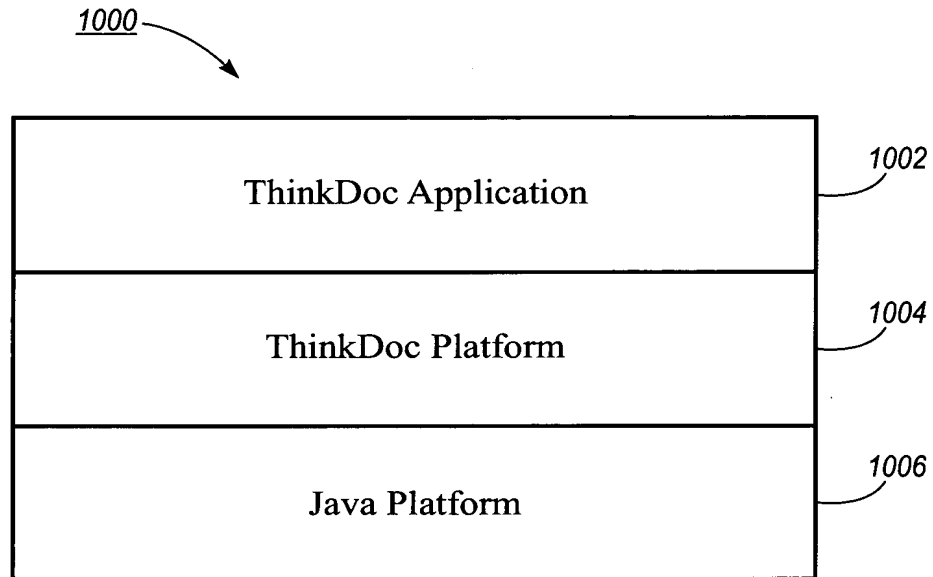 1000
1002
ThinkDoc Application
1004
ThinkDoc Platform
1006
Java Platform